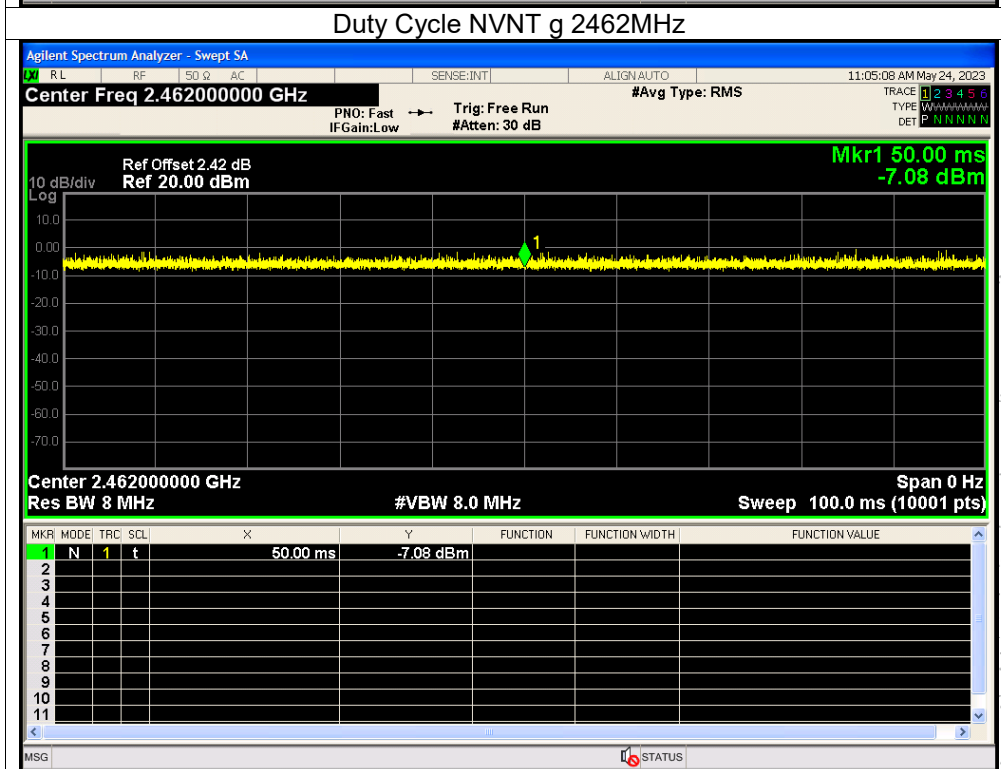 Duty Cycle NVNT g 2462MHz
Agilent Spectrum Analyzer - Swept SA
LXI RL RF 50 Ω AC SENSE:INT ALIGN AUTO 11:05:08 AM May 24, 2023
Center Freq 2.462000000 GHz #Avg Type: RMS TRACE 1 2 3 4 5 6
PNO: Fast Trig: Free Run TYPE WWWWWW
IFGain:Low #Atten: 30 dB DET P N N N N N
Mkr1 50.00 ms
Ref Offset 2.42 dB
10 dB/div Ref 20.00 dBm -7.08 dBm
Log
10.0
0.00
1
-10.0
-20.0
-30.0
-40.0
-50.0
-60.0
-70.0
Center 2.462000000 GHz Span 0 Hz
Res BW 8 MHz #VBW 8.0 MHz Sweep 100.0 ms (10001 pts)
MKR MODE TRC SCL X Y FUNCTION FUNCTION WIDTH FUNCTION VALUE
1 N 1 t 50.00 ms -7.08 dBm
2
3
4
5
6
7
8
9
10
11
MSG STATUS